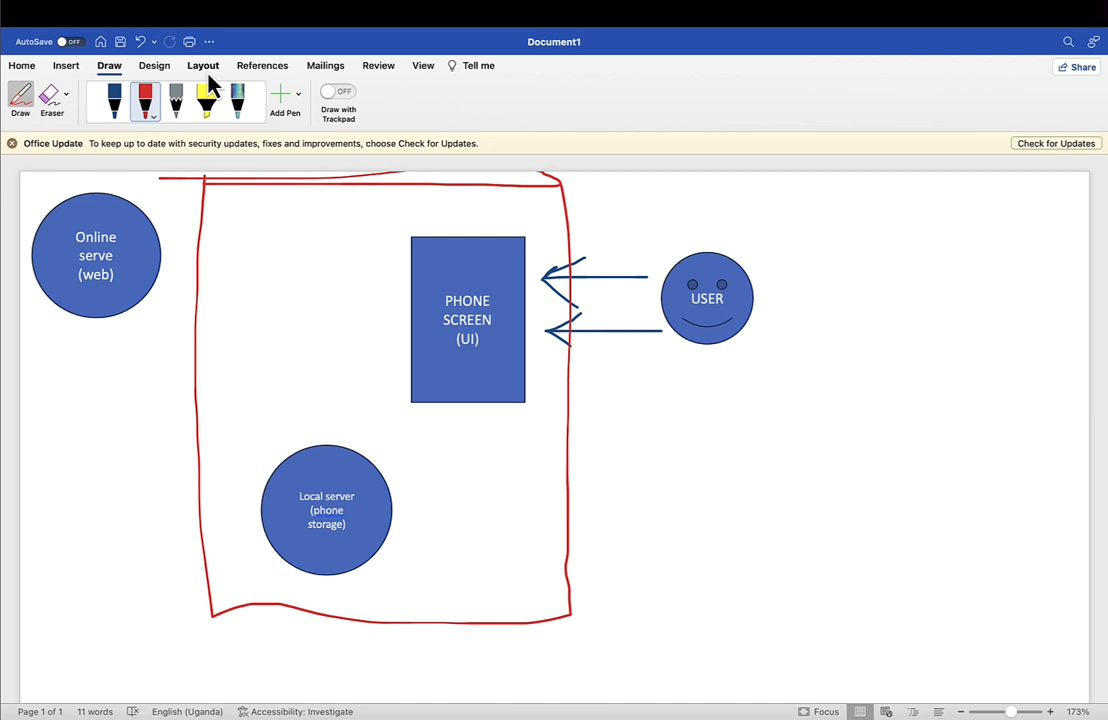 AutoSave OFF
Document1
Home Insert Draw Design Layout References Mailings Review View Tell me
Share
OFF
Draw Eraser Add Pen Draw with
Trackpad
Office Update To keep up to date with security updates, fixes and improvements, choose Check for Updates.
Check for Updates
Online
serve
(web)
PHONE
SCREEN
(UI)
USER
Local server
(phone
storage)
Page 1 of 1 11 words English (Uganda) Accessibility: Investigate Focus 173%